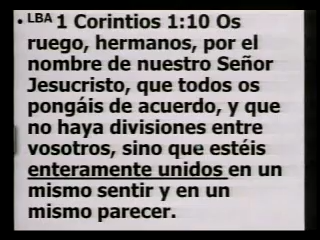 • LBA 1 Corintios 1:10 Os
ruego, hermanos, por el
nombre de nuestro Señor
Jesucristo, que todos os
pongáis de acuerdo, y que
no haya divisiones entre
vosotros, sino que estéis
enteramente unidos en un
mismo sentir y en un
mismo parecer.